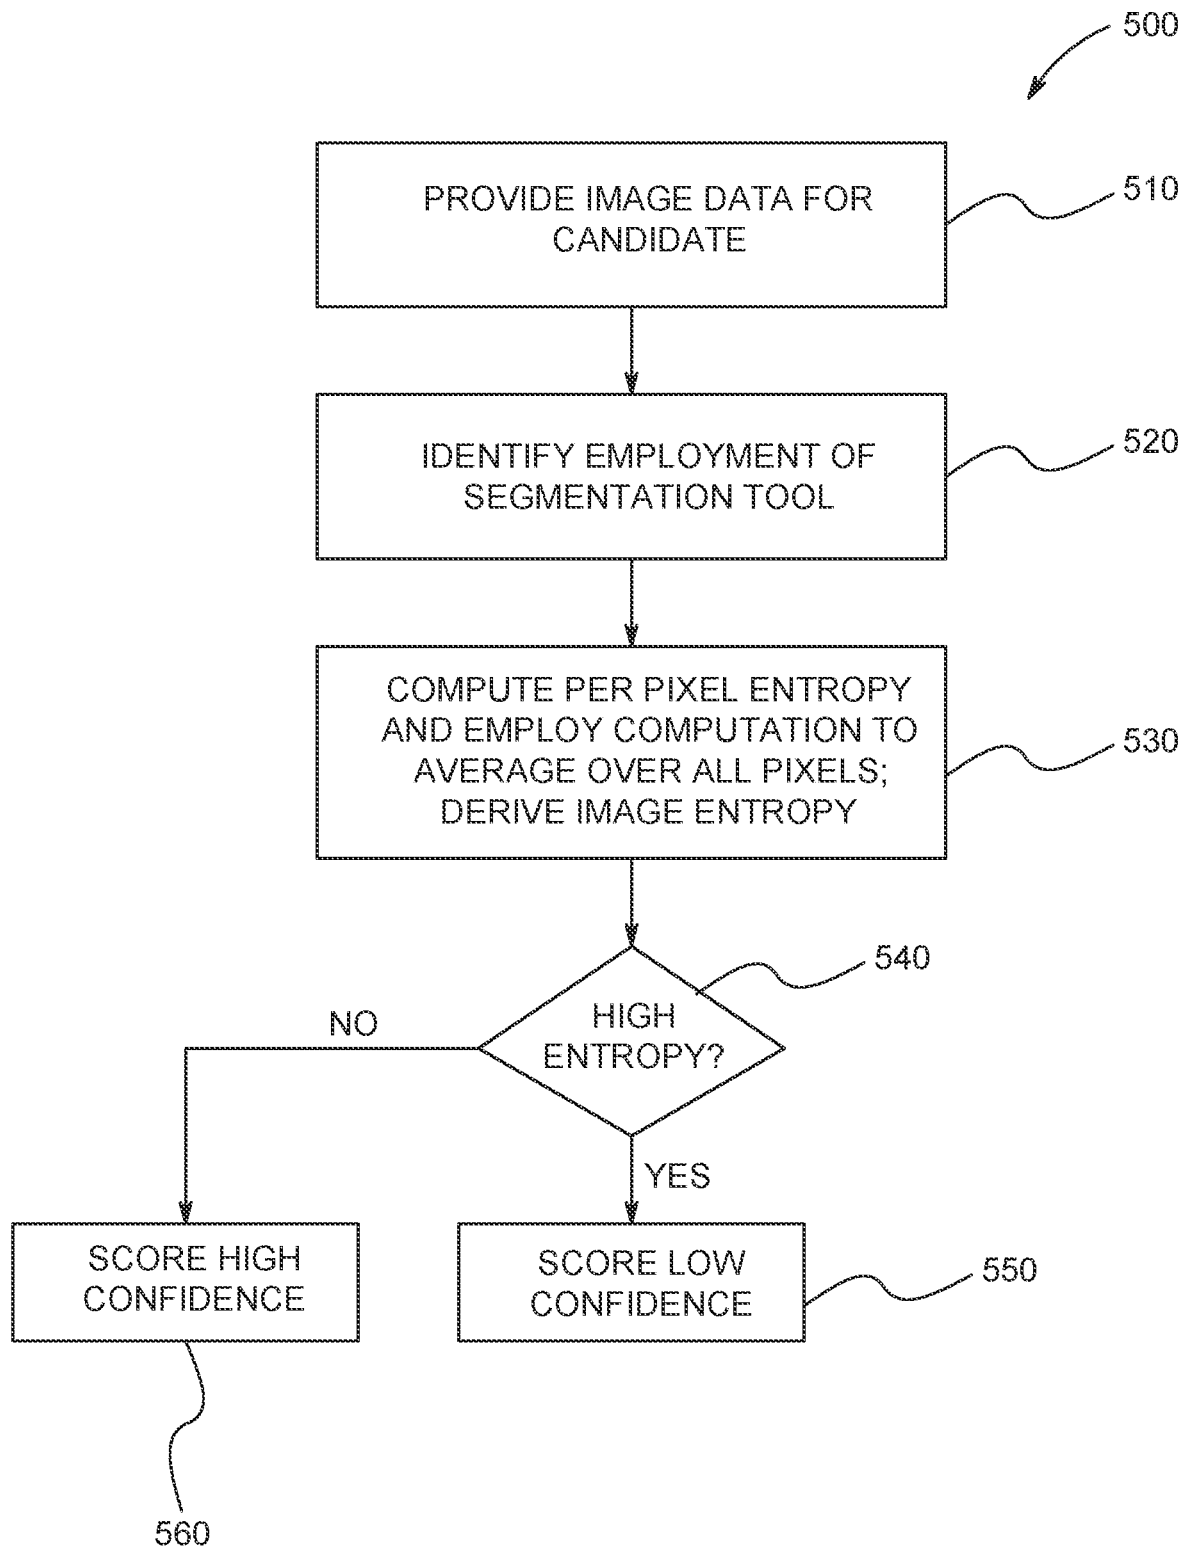 500
PROVIDE IMAGE DATA FOR
CANDIDATE
510
IDENTIFY EMPLOYMENT OF
SEGMENTATION TOOL
520
COMPUTE PER PIXEL ENTROPY
AND EMPLOY COMPUTATION TO
AVERAGE OVER ALL PIXELS;
DERIVE IMAGE ENTROPY
530
HIGH
ENTROPY?
540
NO
YES
SCORE HIGH
CONFIDENCE
SCORE LOW
CONFIDENCE
550
560